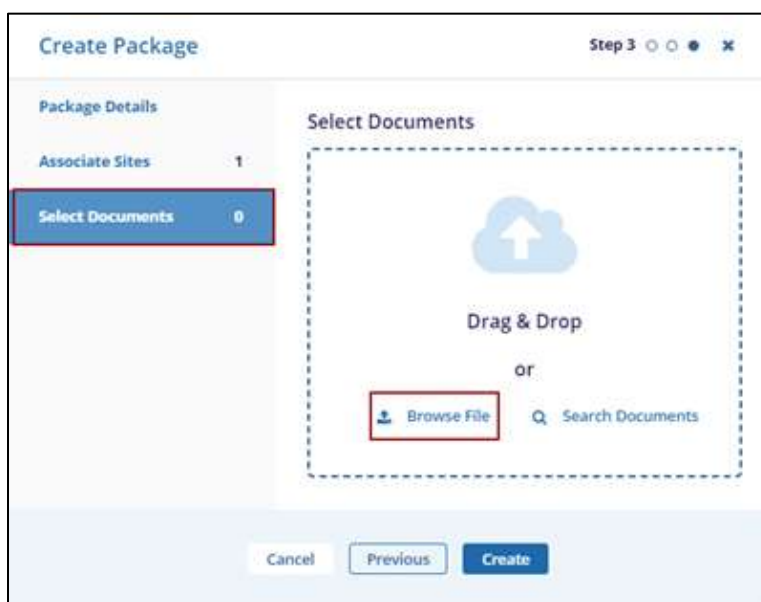 Create Package
Step 3
Package Details
Associate Sites 1
Select Documents 0
Select Documents
Drag & Drop
or
Browse File
Search Documents
Cancel
Previous
Create